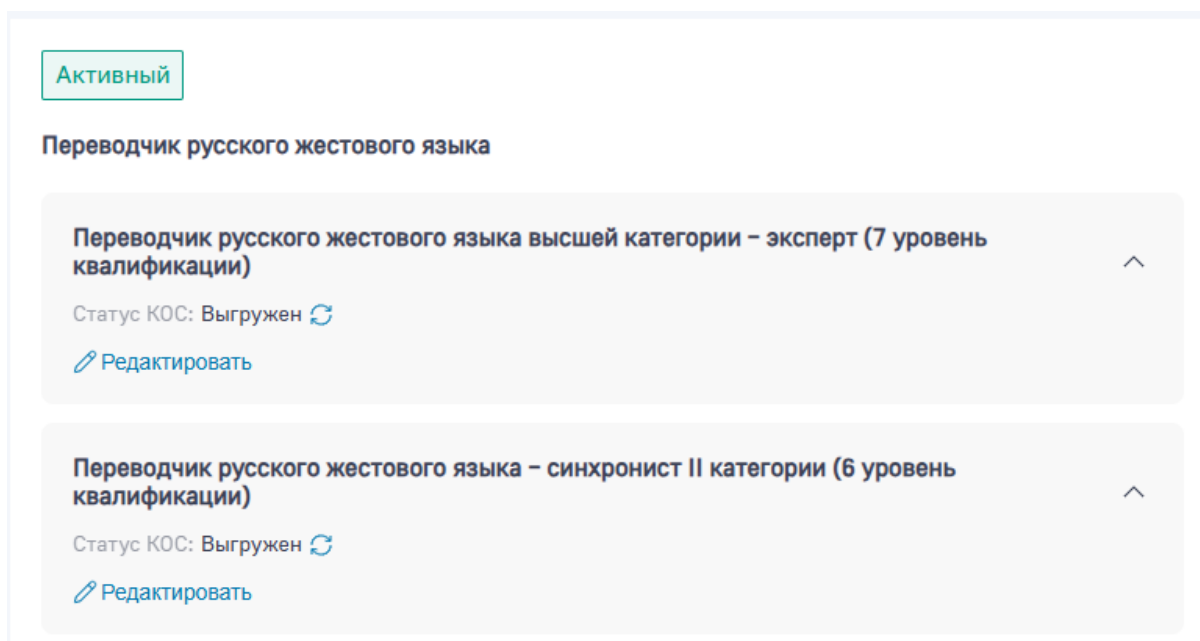 Активный
Переводчик русского жестового языка
Переводчик русского жестового языка высшей категории – эксперт (7 уровень
квалификации)
Статус КОС: Выгружен
Редактировать
Переводчик русского жестового языка – синхронист II категории (6 уровень
квалификации)
Статус КОС: Выгружен
Редактировать